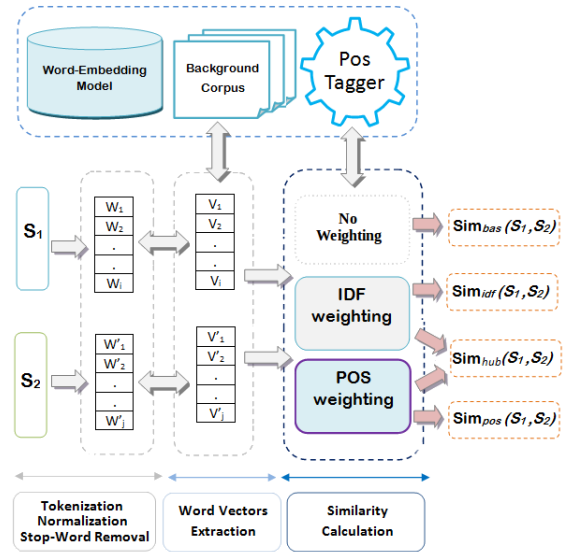 Word-Embedding
Model
Background
Corpus
Pos
Tagger
S1
W1
W2
.
.
Wi
V1
V2
.
.
Vi
No
Weighting
Simbas(S1,S2)
IDF
weighting
Simidf(S1,S2)
S2
W'1
W'2
.
.
W'j
V'1
V'2
.
.
V'j
POS
weighting
Simhub(S1,S2)
Simpos(S1,S2)
Tokenization
Normalization
Stop-Word Removal
Word Vectors
Extraction
Similarity
Calculation